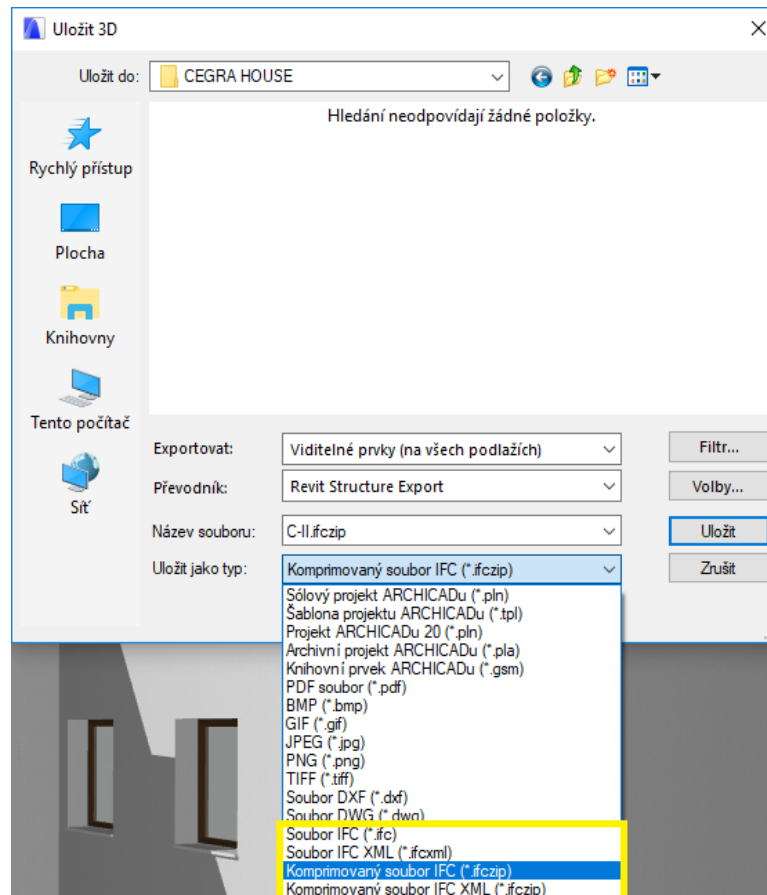 Uložit 3D
Uložit do: CEGRA HOUSE
Hledání neodpovídají žádné položky.
Rychlý přístup
Plocha
Knihovny
Tento počítač
Síť
Exportovat: Viditelné prvky (na všech podlažích) Filtr...
Převodník: Revit Structure Export Volby...
Název souboru: C-II.ifczip Uložit
Uložit jako typ: Komprimovaný soubor IFC (*.ifczip) Zrušit
Sólový projekt ARCHICADu (*.pln)
Šablona projektu ARCHICADu (*.tpl)
Projekt ARCHICADu 20 (*.pln)
Archivní projekt ARCHICADu (*.pla)
Knihovní prvek ARCHICADu (*.gsm)
PDF soubor (*.pdf)
BMP (*.bmp)
GIF (*.gif)
JPEG (*.jpg)
PNG (*.png)
TIFF (*.tiff)
Soubor DXF (*.dxf)
Soubor DWG (*.dwg)
Soubor IFC (*.ifc)
Soubor IFC XML (*.ifcxml)
Komprimovaný soubor IFC (*.ifczip)
Komprimovaný soubor IFC XML (*.ifczip)